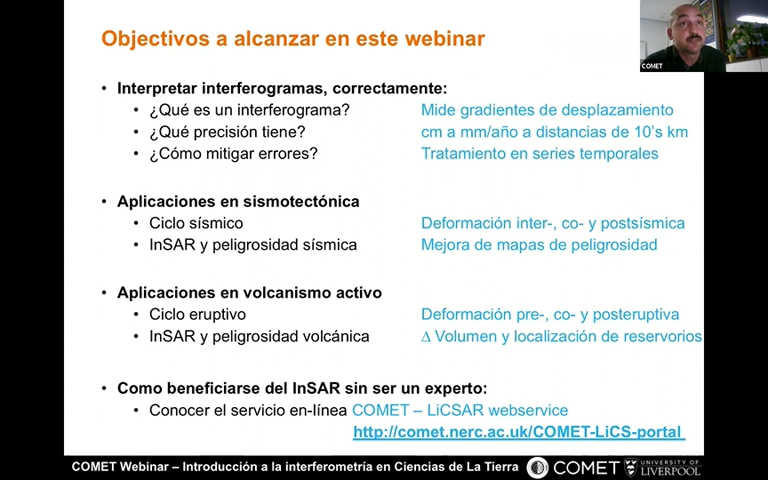 Objectivos a alcanzar en este webinar
COMET
• Interpretar interferogramas, correctamente:
• ¿Qué es un interferograma? Mide gradientes de desplazamiento
• ¿Qué precisión tiene? cm a mm/año a distancias de 10's km
• ¿Cómo mitigar errores? Tratamiento en series temporales
• Aplicaciones en sismotectónica
• Ciclo sísmico Deformación inter-, co- y postsísmica
• InSAR y peligrosidad sísmica Mejora de mapas de peligrosidad
• Aplicaciones en volcanismo activo
• Ciclo eruptivo Deformación pre-, co- y posteruptiva
• InSAR y peligrosidad volcánica Δ Volumen y localización de reservorios
• Como beneficiarse del InSAR sin ser un experto:
• Conocer el servicio en-línea COMET – LiCSAR webservice
http://comet.nerc.ac.uk/COMET-LiCS-portal
COMET Webinar – Introducción a la interferometría en Ciencias de La Tierra COMET UNIVERSITY OF LIVERPOOL